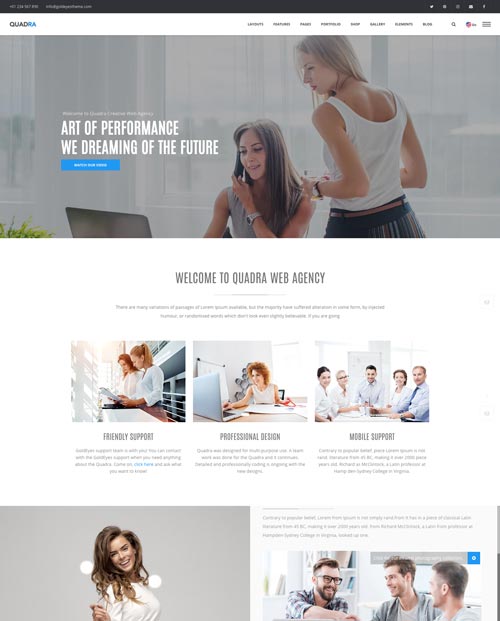 +01 234 567 890 info@goldeyestheme.com
QUADRA LAYOUTS FEATURES PAGES PORTFOLIO SHOP GALLERY ELEMENTS BLOG EN
Welcome to Quadra Creative Web Agency
ART OF PERFORMANCE
WE DREAMING OF THE FUTURE
WATCH OUR VIDEO
WELCOME TO QUADRA WEB AGENCY
There are many variations of passages of Lorem Ipsum available, but the majority have suffered alteration in some form, by injected
humour, or randomised words which don't look even slightly believable. If you are going
FRIENDLY SUPPORT
GoldEyes support team is with you! You can contact
with the GoldEyes support when you need anything
about the Quadra. Come on, click here and ask what
you want to know!
PROFESSIONAL DESIGN
Quadra was designed for multi-purpose use. A team
work was done for the Quadra and it continues.
Detailed and professionally coding is ongoing with the
new designs.
MOBILE SUPPORT
Contrary to popular belief, piece Lorem Ipsum is not
rand. literature from 45 BC, making it over 2000 piece
years old. Richard as McClintock, a Latin professor at
Hamp den-Sydney College in Virginia.
Contrary to popular belief, Lorem Ipsum is not simply rand from It has in a piece of classical Latin
literature from 45 BC, making it over 2000 years old. from Richard McClintock, a Latin from professor at
Hampden-Sydney College in Virginia, looked up one.